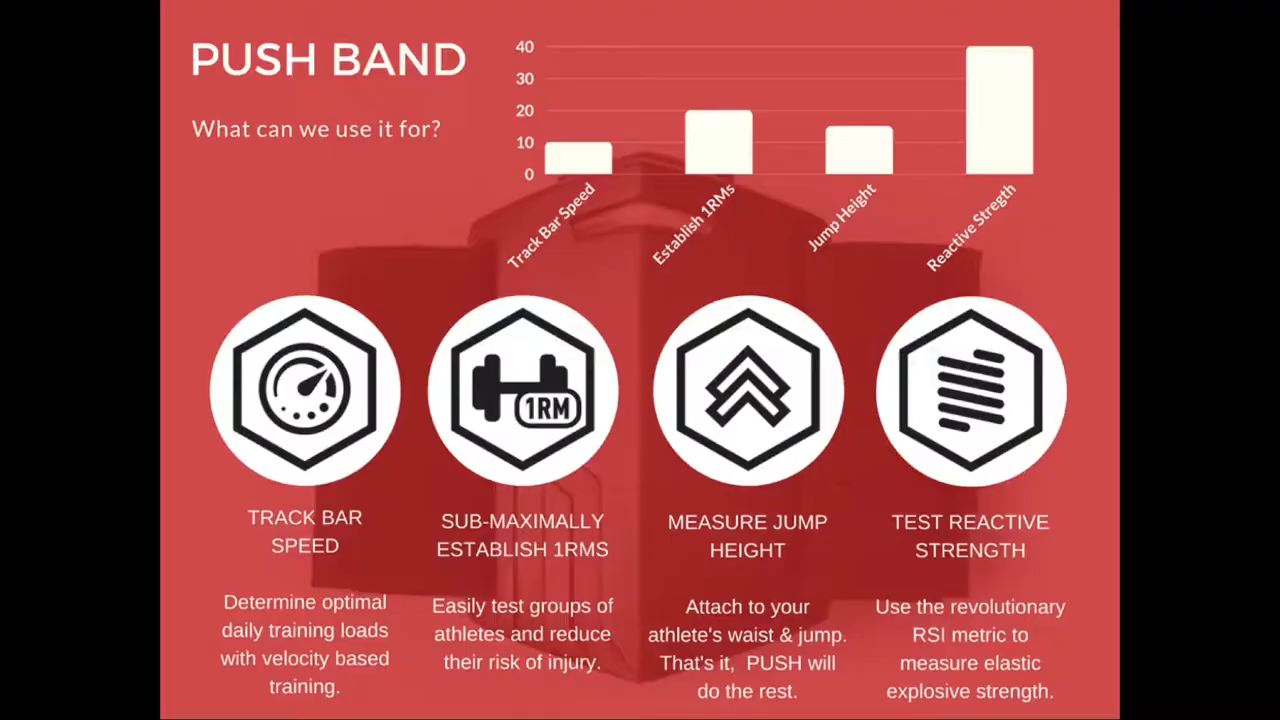 PUSH BAND
What can we use it for?
40
30
20
10
0
Track Bar Speed
Establish 1RMs
Jump Height
Reactive Stregth
1RM
TRACK BAR
SPEED
Determine optimal
daily training loads
with velocity based
training.
SUB-MAXIMALLY
ESTABLISH 1RMS
Easily test groups of
athletes and reduce
their risk of injury.
MEASURE JUMP
HEIGHT
Attach to your
athlete's waist & jump.
That's it, PUSH will
do the rest.
TEST REACTIVE
STRENGTH
Use the revolutionary
RSI metric to
measure elastic
explosive strength.